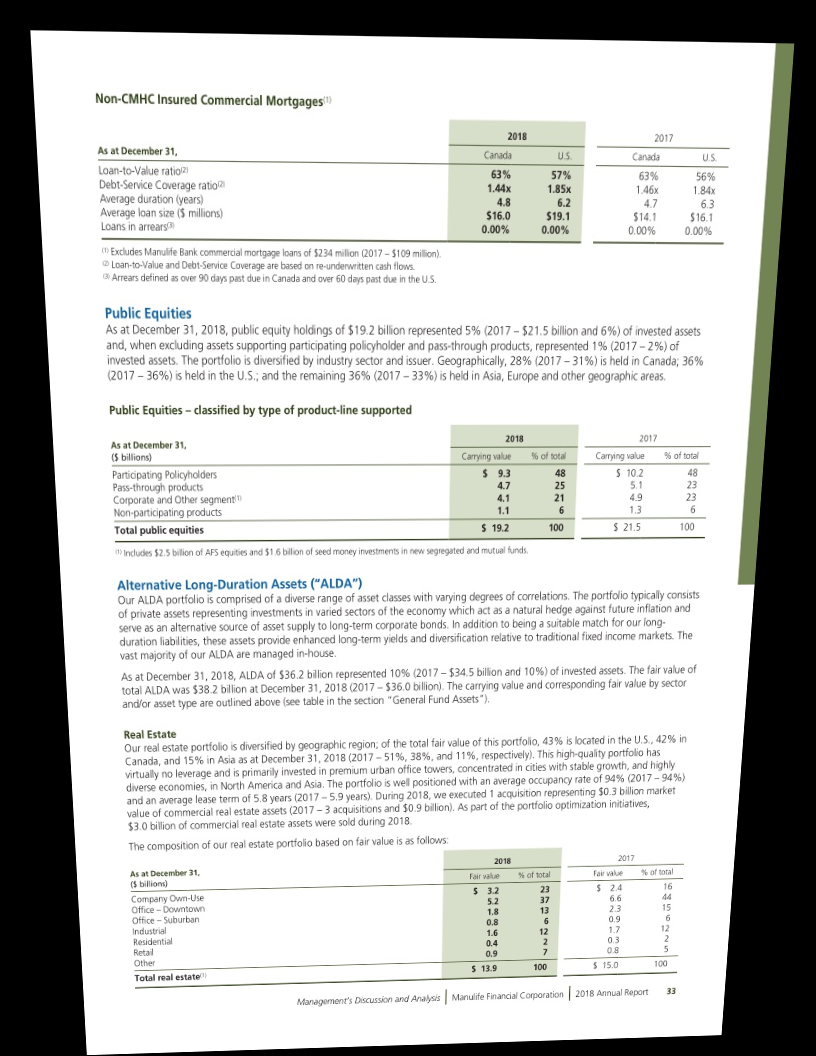 Non-CMHC Insured Commercial Mortgages(1)
2018 2017
As at December 31, Canada U.S. Canada U.S.
Loan-to-Value ratio(2) 63% 57% 63% 56%
Debt-Service Coverage ratio(2) 1.44x 1.85x 1.46x 1.84x
Average duration (years) 4.8 6.2 4.7 6.3
Average loan size ($ millions) $16.0 $19.1 $14.1 $16.1
Loans in arrears(3) 0.00% 0.00% 0.00% 0.00%
(1) Excludes Manulife Bank commercial mortgage loans of $234 million (2017 – $109 million).
(2) Loan-to-Value and Debt-Service Coverage are based on re-underwritten cash flows.
(3) Arrears defined as over 90 days past due in Canada and over 60 days past due in the U.S.
Public Equities
As at December 31, 2018, public equity holdings of $19.2 billion represented 5% (2017 – $21.5 billion and 6%) of invested assets
and, when excluding assets supporting participating policyholder and pass-through products, represented 1% (2017 – 2%) of
invested assets. The portfolio is diversified by industry sector and issuer. Geographically, 28% (2017 – 31%) is held in Canada; 36%
(2017 – 36%) is held in the U.S.; and the remaining 36% (2017 – 33%) is held in Asia, Europe and other geographic areas.
Public Equities – classified by type of product-line supported
As at December 31, 2018 2017
($ billions) Carrying value % of total Carrying value % of total
Participating Policyholders $ 9.3 48 $ 10.2 48
Pass-through products 4.7 25 5.1 23
Corporate and Other segment(1) 4.1 21 4.9 23
Non-participating products 1.1 6 1.3 6
Total public equities $ 19.2 100 $ 21.5 100
(1) Includes $2.5 billion of AFS equities and $1.6 billion of seed money investments in new segregated and mutual funds.
Alternative Long-Duration Assets ("ALDA")
Our ALDA portfolio is comprised of a diverse range of asset classes with varying degrees of correlations. The portfolio typically consists
of private assets representing investments in varied sectors of the economy which act as a natural hedge against future inflation and
serve as an alternative source of asset supply to long-term corporate bonds. In addition to being a suitable match for our long-
duration liabilities, these assets provide enhanced long-term yields and diversification relative to traditional fixed income markets. The
vast majority of our ALDA are managed in-house.
As at December 31, 2018, ALDA of $36.2 billion represented 10% (2017 – $34.5 billion and 10%) of invested assets. The fair value of
total ALDA was $38.2 billion at December 31, 2018 (2017 – $36.0 billion). The carrying value and corresponding fair value by sector
and/or asset type are outlined above (see table in the section "General Fund Assets").
Real Estate
Our real estate portfolio is diversified by geographic region; of the total fair value of this portfolio, 43% is located in the U.S., 42% in
Canada, and 15% in Asia as at December 31, 2018 (2017 – 51%, 38%, and 11%, respectively). This high-quality portfolio has
virtually no leverage and is primarily invested in premium urban office towers, concentrated in cities with stable growth, and highly
diverse economies, in North America and Asia. The portfolio is well positioned with an average occupancy rate of 94% (2017 – 94%)
and an average lease term of 5.8 years (2017 – 5.9 years). During 2018, we executed 1 acquisition representing $0.3 billion market
value of commercial real estate assets (2017 – 3 acquisitions and $0.9 billion). As part of the portfolio optimization initiatives,
$3.0 billion of commercial real estate assets were sold during 2018.
The composition of our real estate portfolio based on fair value is as follows:
As at December 31, 2018 2017
($ billions) Fair value % of total Fair value % of total
Company Own-Use $ 3.2 23 $ 2.4 16
Office – Downtown 5.2 37 6.6 44
Office – Suburban 1.8 13 2.3 15
Industrial 0.8 6 0.9 6
Residential 1.6 12 1.7 12
Retail 0.4 2 0.3 2
Other 0.9 7 0.8 5
Total real estate(1) $ 13.9 100 $ 15.0 100
Management's Discussion and Analysis | Manulife Financial Corporation | 2018 Annual Report 33